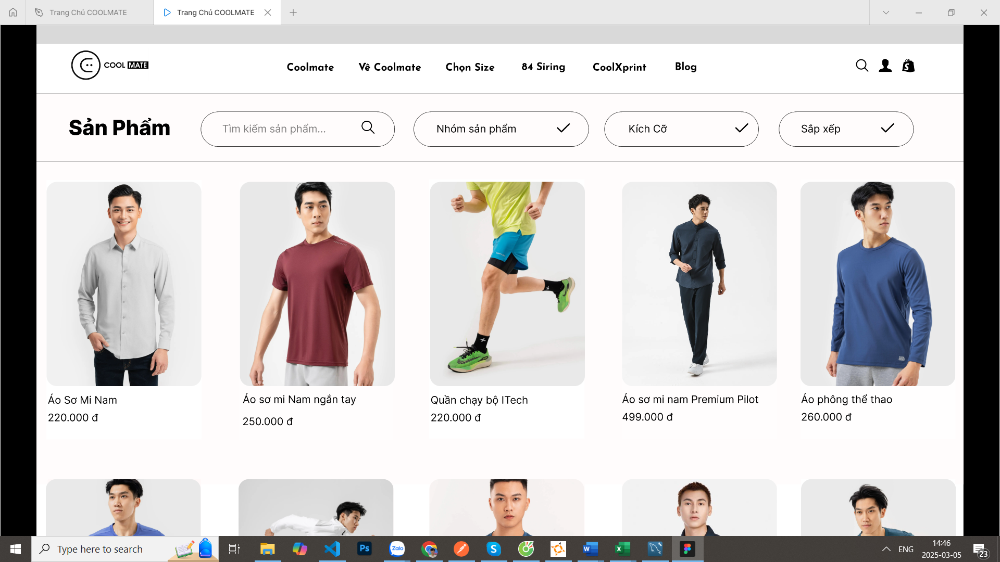 Trang Chủ COOLMATE
Trang Chủ COOLMATE
COOL MATE
Coolmate
Về Coolmate
Chọn Size
84 Siring
CoolXprint
Blog
Sản Phẩm
Tìm kiếm sản phẩm...
Nhóm sản phẩm
Kích Cỡ
Sắp xếp
Áo Sơ Mi Nam
220.000 đ
Áo sơ mi Nam ngắn tay
250.000 đ
Quần chạy bộ ITech
220.000 đ
Áo sơ mi nam Premium Pilot
499.000 đ
Áo phông thể thao
260.000 đ
Type here to search
Ps
Zalo
ENG
14:46
2025-03-05
23